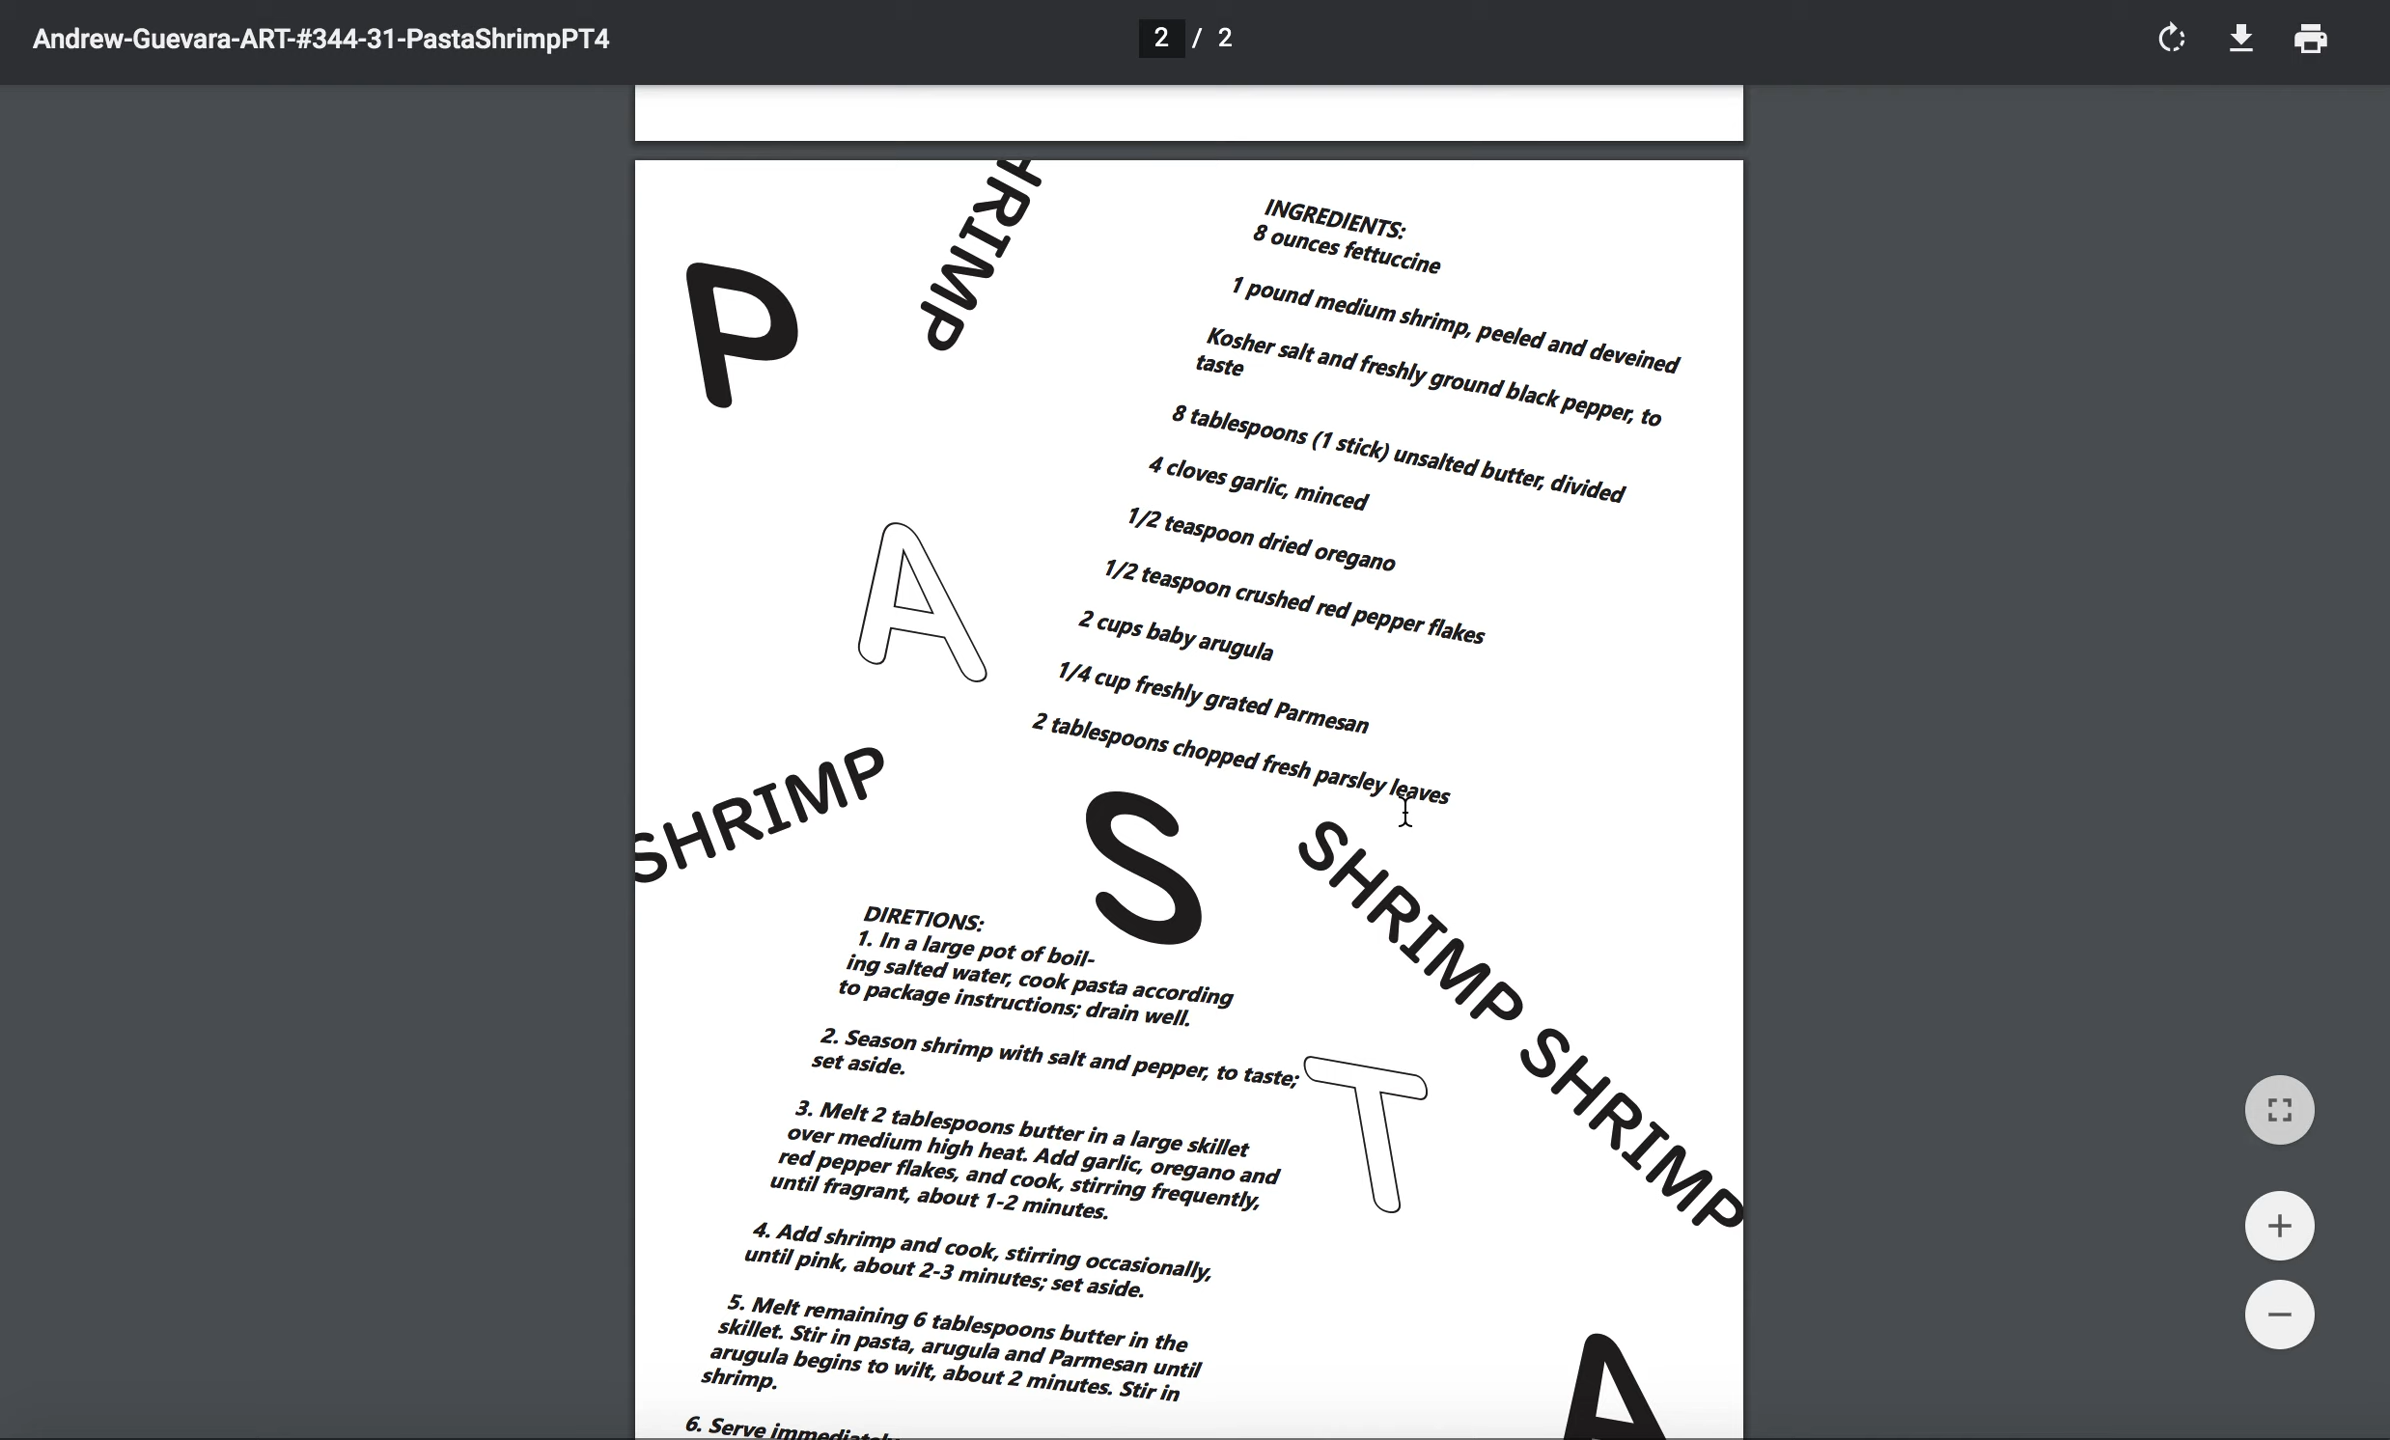 Andrew-Guevara-ART-#344-31-PastaShrimpPT4
2 / 2
HRIMP
P
INGREDIENTS:
8 ounces fettuccine
1 pound medium shrimp, peeled and deveined
Kosher salt and freshly ground black pepper, to
taste
8 tablespoons (1 stick) unsalted butter, divided
4 cloves garlic, minced
1/2 teaspoon dried oregano
1/2 teaspoon crushed red pepper flakes
2 cups baby arugula
1/4 cup freshly grated Parmesan
2 tablespoons chopped fresh parsley leaves
A
SHRIMP
S
SHRIMP SHRIMP
DIRETIONS:
1. In a large pot of boil-
ing salted water, cook pasta according
to package instructions; drain well.
2. Season shrimp with salt and pepper, to taste;
set aside.
T
3. Melt 2 tablespoons butter in a large skillet
over medium high heat. Add garlic, oregano and
red pepper flakes, and cook, stirring frequently,
until fragrant, about 1-2 minutes.
4. Add shrimp and cook, stirring occasionally,
until pink, about 2-3 minutes; set aside.
5. Melt remaining 6 tablespoons butter in the
skillet. Stir in pasta, arugula and Parmesan until
arugula begins to wilt, about 2 minutes. Stir in
shrimp.
6. Serve immediately
A